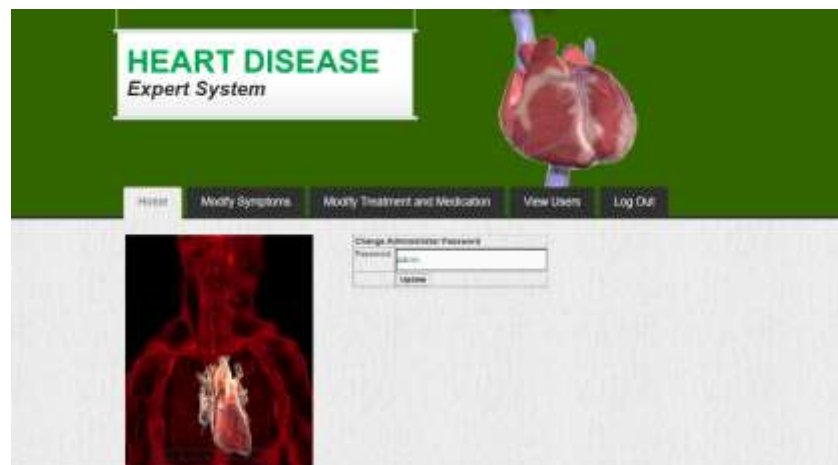 HEART DISEASE
Expert System
Home
Modify Symptoms
Modify Treatment and Medication
View Users
Log Out
Change Administrator Password
Password
admin
Update